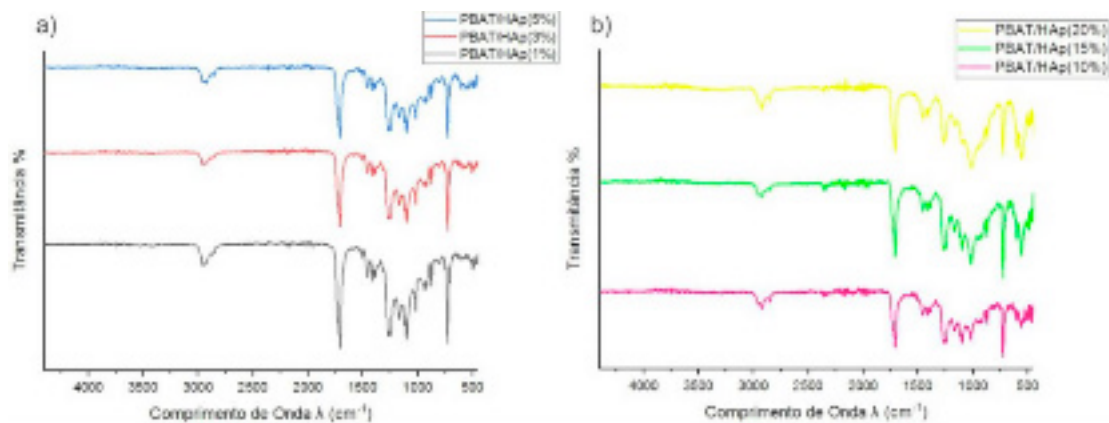 a)
PBAT/HAp(5%)
PBAT/HAp(3%)
PBAT/HAp(1%)
Transmitância %
4000 3500 3000 2500 2000 1500 1000 500
Comprimento de Onda λ (cm⁻¹)
b)
PBAT/HAp(20%)
PBAT/HAp(15%)
PBAT/HAp(10%)
Transmitância %
4000 3500 3000 2500 2000 1500 1000 500
Comprimento de Onda λ (cm⁻¹)